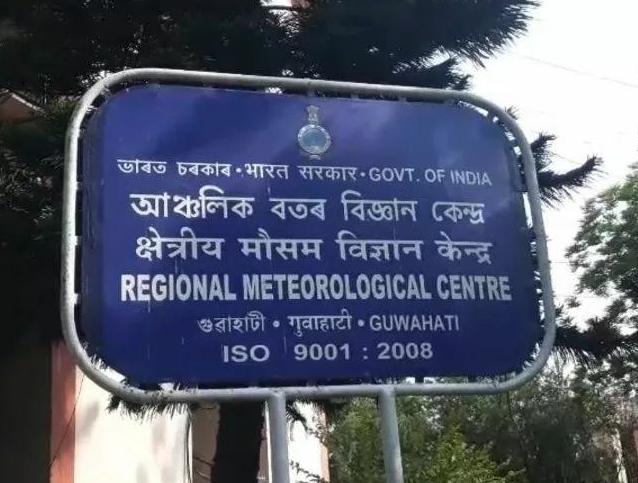 ভাৰত চৰকাৰ • भारत सरकार • GOVT. OF INDIA
আঞ্চলিক বতৰ বিজ্ঞান কেন্দ্ৰ
क्षेत्रीय मौसम विज्ञान केन्द्र
REGIONAL METEOROLOGICAL CENTRE
গুৱাহাটী • गुवाहाटी • GUWAHATI
ISO 9001 : 2008